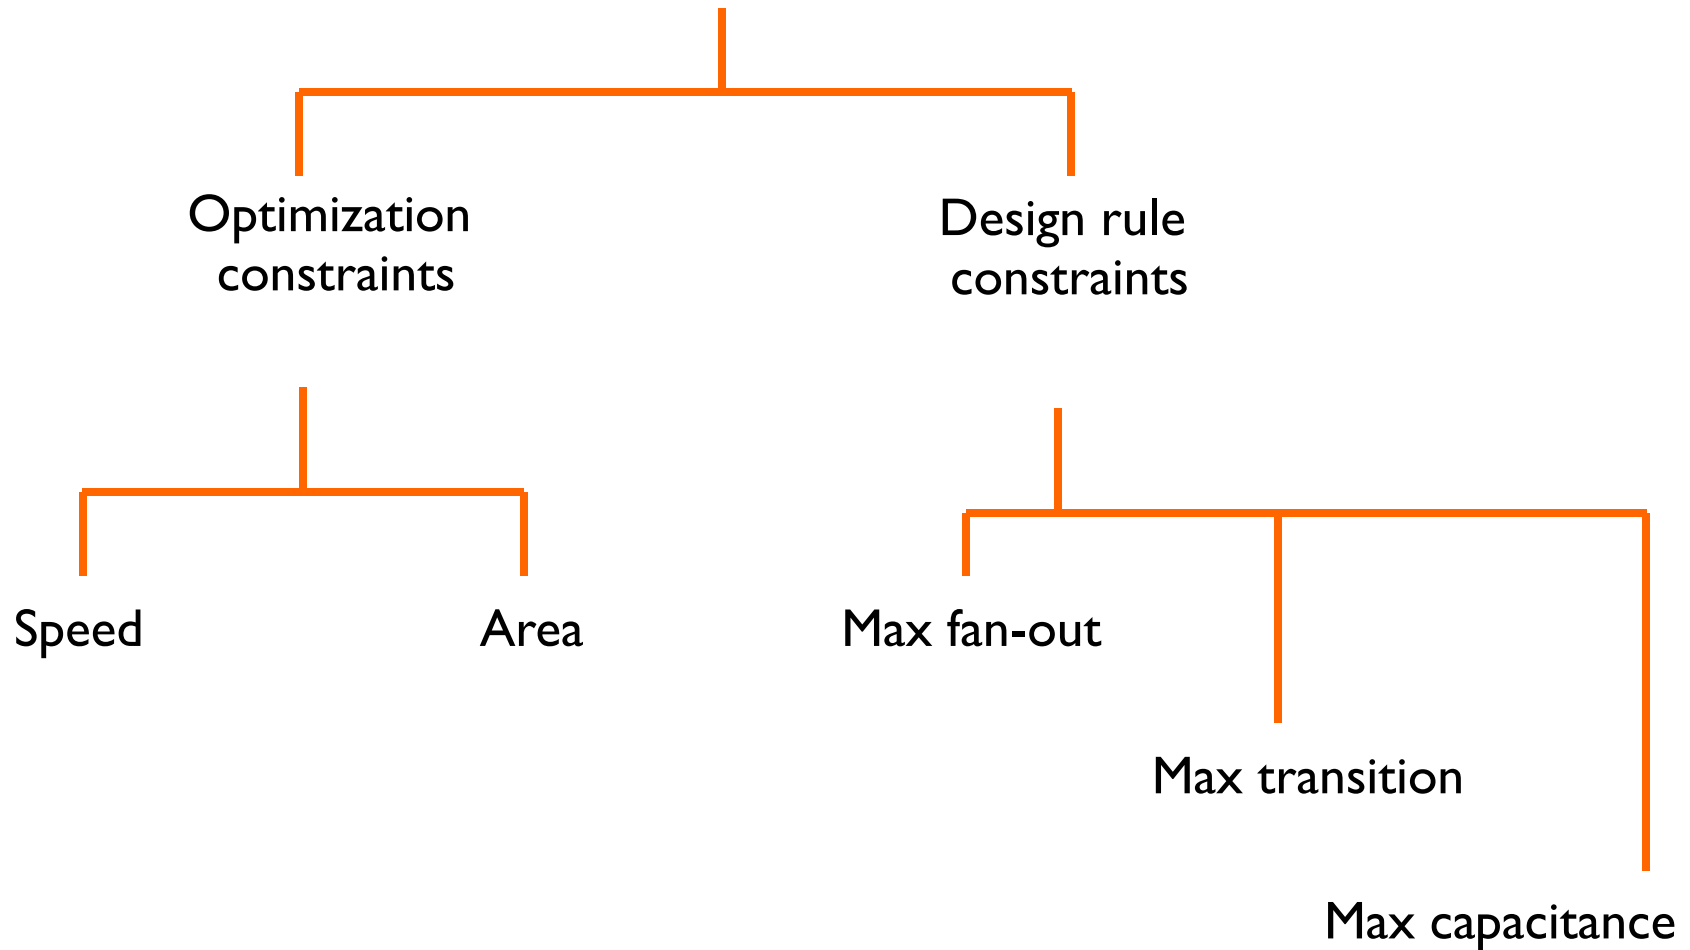 Optimization
constraints
Design rule
constraints
Speed
Area
Max fan-out
Max transition
Max capacitance